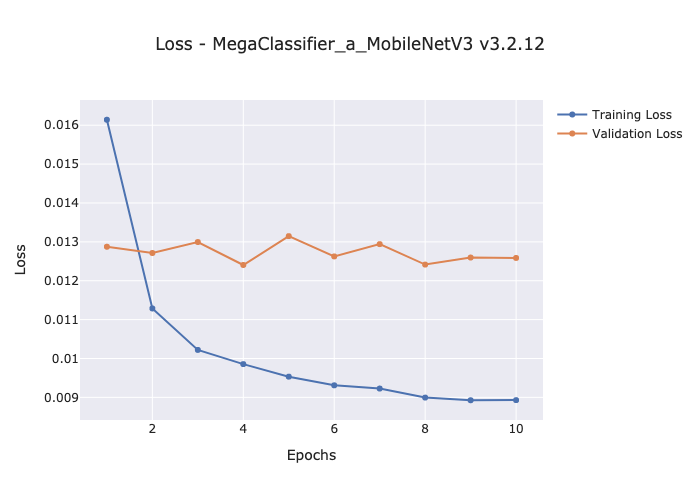 Loss - MegaClassifier_a_MobileNetV3 v3.2.12
Training Loss
Validation Loss
0.016
0.015
0.014
0.013
0.012
0.011
0.01
0.009
Loss
2 4 6 8 10
Epochs